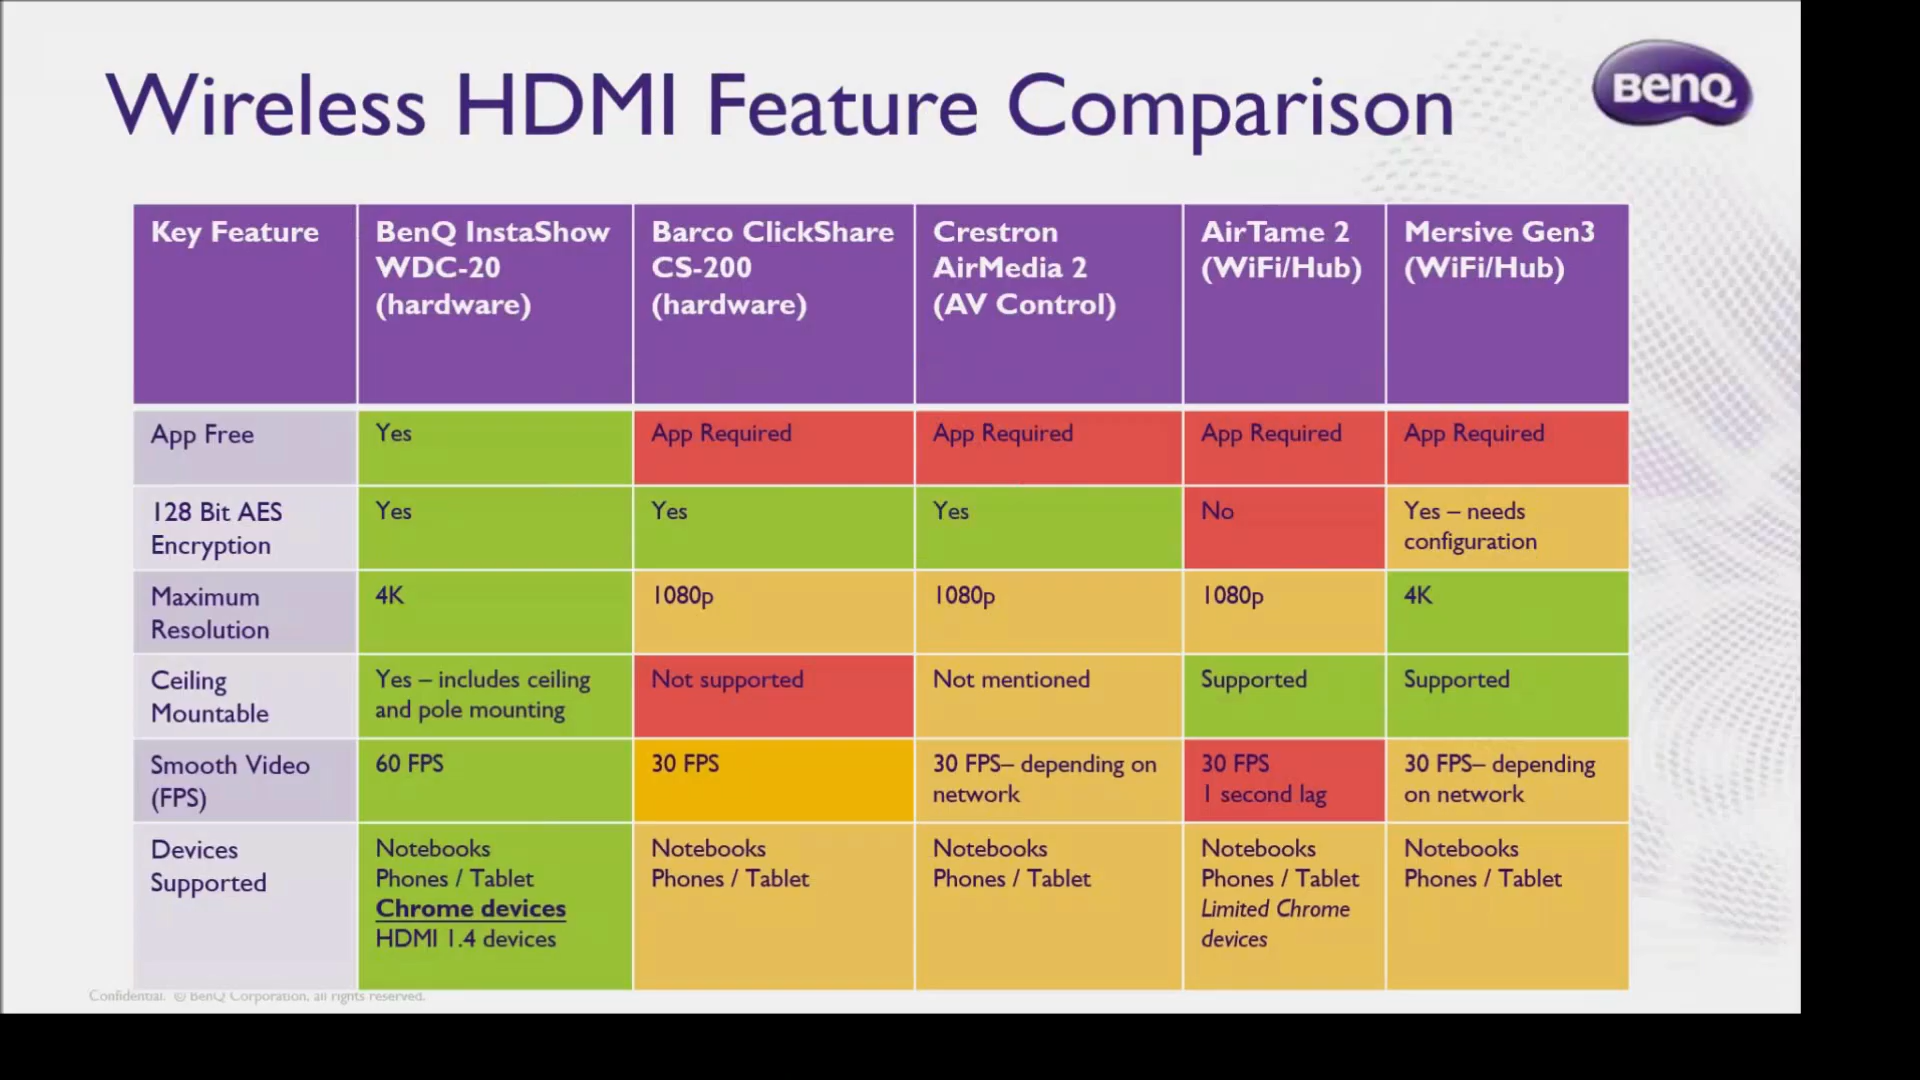 Wireless HDMI Feature Comparison
BenQ
Key Feature
BenQ InstaShow
WDC-20
(hardware)
Barco ClickShare
CS-200
(hardware)
Crestron
AirMedia 2
(AV Control)
AirTame 2
(WiFi/Hub)
Mersive Gen3
(WiFi/Hub)
App Free
Yes
App Required
App Required
App Required
App Required
128 Bit AES
Encryption
Yes
Yes
Yes
No
Yes – needs
configuration
Maximum
Resolution
4K
1080p
1080p
1080p
4K
Ceiling
Mountable
Yes – includes ceiling
and pole mounting
Not supported
Not mentioned
Supported
Supported
Smooth Video
(FPS)
60 FPS
30 FPS
30 FPS– depending on
network
30 FPS
1 second lag
30 FPS– depending
on network
Devices
Supported
Notebooks
Phones / Tablet
Chrome devices
HDMI 1.4 devices
Notebooks
Phones / Tablet
Notebooks
Phones / Tablet
Notebooks
Phones / Tablet
Limited Chrome
devices
Notebooks
Phones / Tablet
Confidential. © BenQ Corporation, all rights reserved.